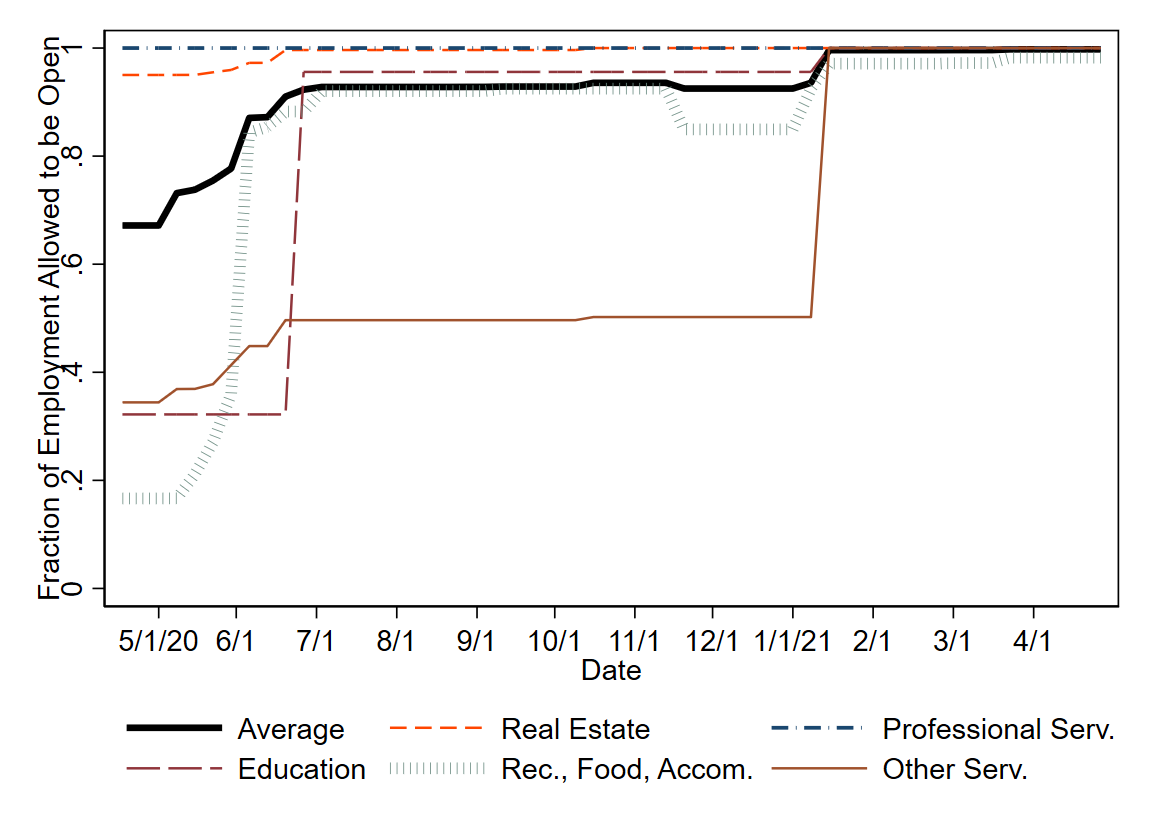 Fraction of Employment Allowed to be Open
1
.8
.6
.4
.2
0
5/1/20 6/1 7/1 8/1 9/1 10/1 11/1 12/1 1/1/21 2/1 3/1 4/1
Date
Average Real Estate Professional Serv.
Education Rec., Food, Accom. Other Serv.